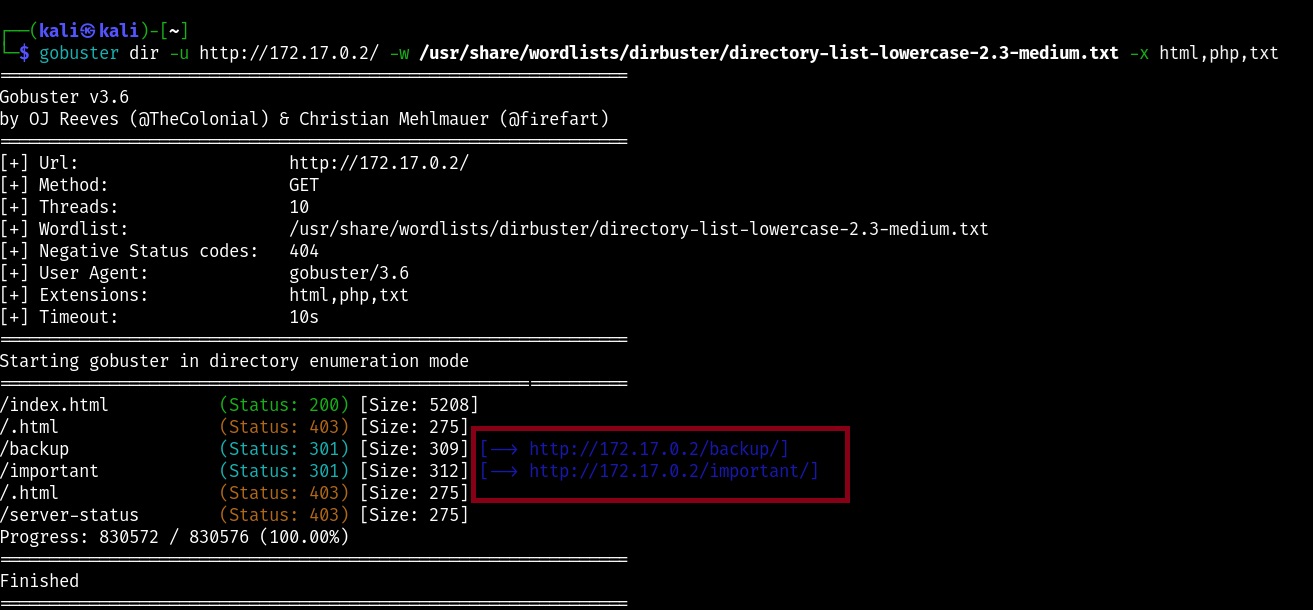 ┌──(kali㉿kali)-[~]
└─$ gobuster dir -u http://172.17.0.2/ -w /usr/share/wordlists/dirbuster/directory-list-lowercase-2.3-medium.txt -x html,php,txt
===============================================================
Gobuster v3.6
by OJ Reeves (@TheColonial) & Christian Mehlmauer (@firefart)
===============================================================
[+] Url:                     http://172.17.0.2/
[+] Method:                  GET
[+] Threads:                 10
[+] Wordlist:                /usr/share/wordlists/dirbuster/directory-list-lowercase-2.3-medium.txt
[+] Negative Status codes:   404
[+] User Agent:              gobuster/3.6
[+] Extensions:              html,php,txt
[+] Timeout:                 10s
===============================================================
Starting gobuster in directory enumeration mode
===============================================================
/index.html           (Status: 200) [Size: 5208]
/.html                (Status: 403) [Size: 275]
/backup               (Status: 301) [Size: 309] [--> http://172.17.0.2/backup/]
/important            (Status: 301) [Size: 312] [--> http://172.17.0.2/important/]
/.html                (Status: 403) [Size: 275]
/server-status        (Status: 403) [Size: 275]
Progress: 830572 / 830576 (100.00%)
===============================================================
Finished
===============================================================